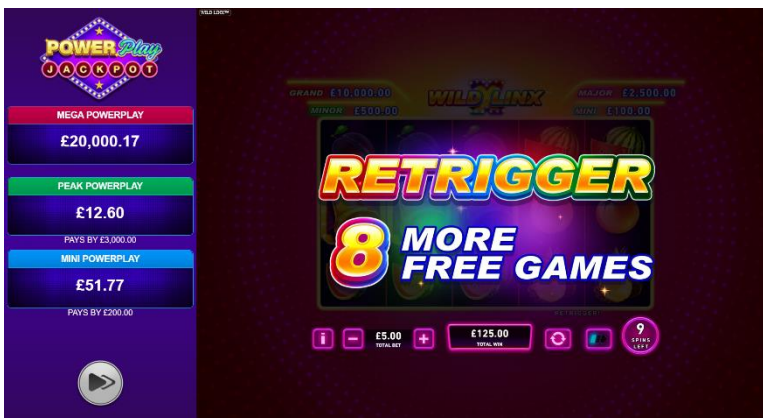 WILD LINX™
POWER Play
JACKPOT
MEGA POWERPLAY
£20,000.17
PEAK POWERPLAY
£12.60
PAYS BY £3,000.00
MINI POWERPLAY
£51.77
PAYS BY £200.00
GRAND £10,000.00
MINOR £500.00
WILD LINX
MAJOR £2,500.00
MINI £100.00
RETRIGGER
8 MORE
FREE GAMES
RETRIGGER!
i
£5.00
TOTAL BET
£125.00
TOTAL WIN
9
SPINS
LEFT